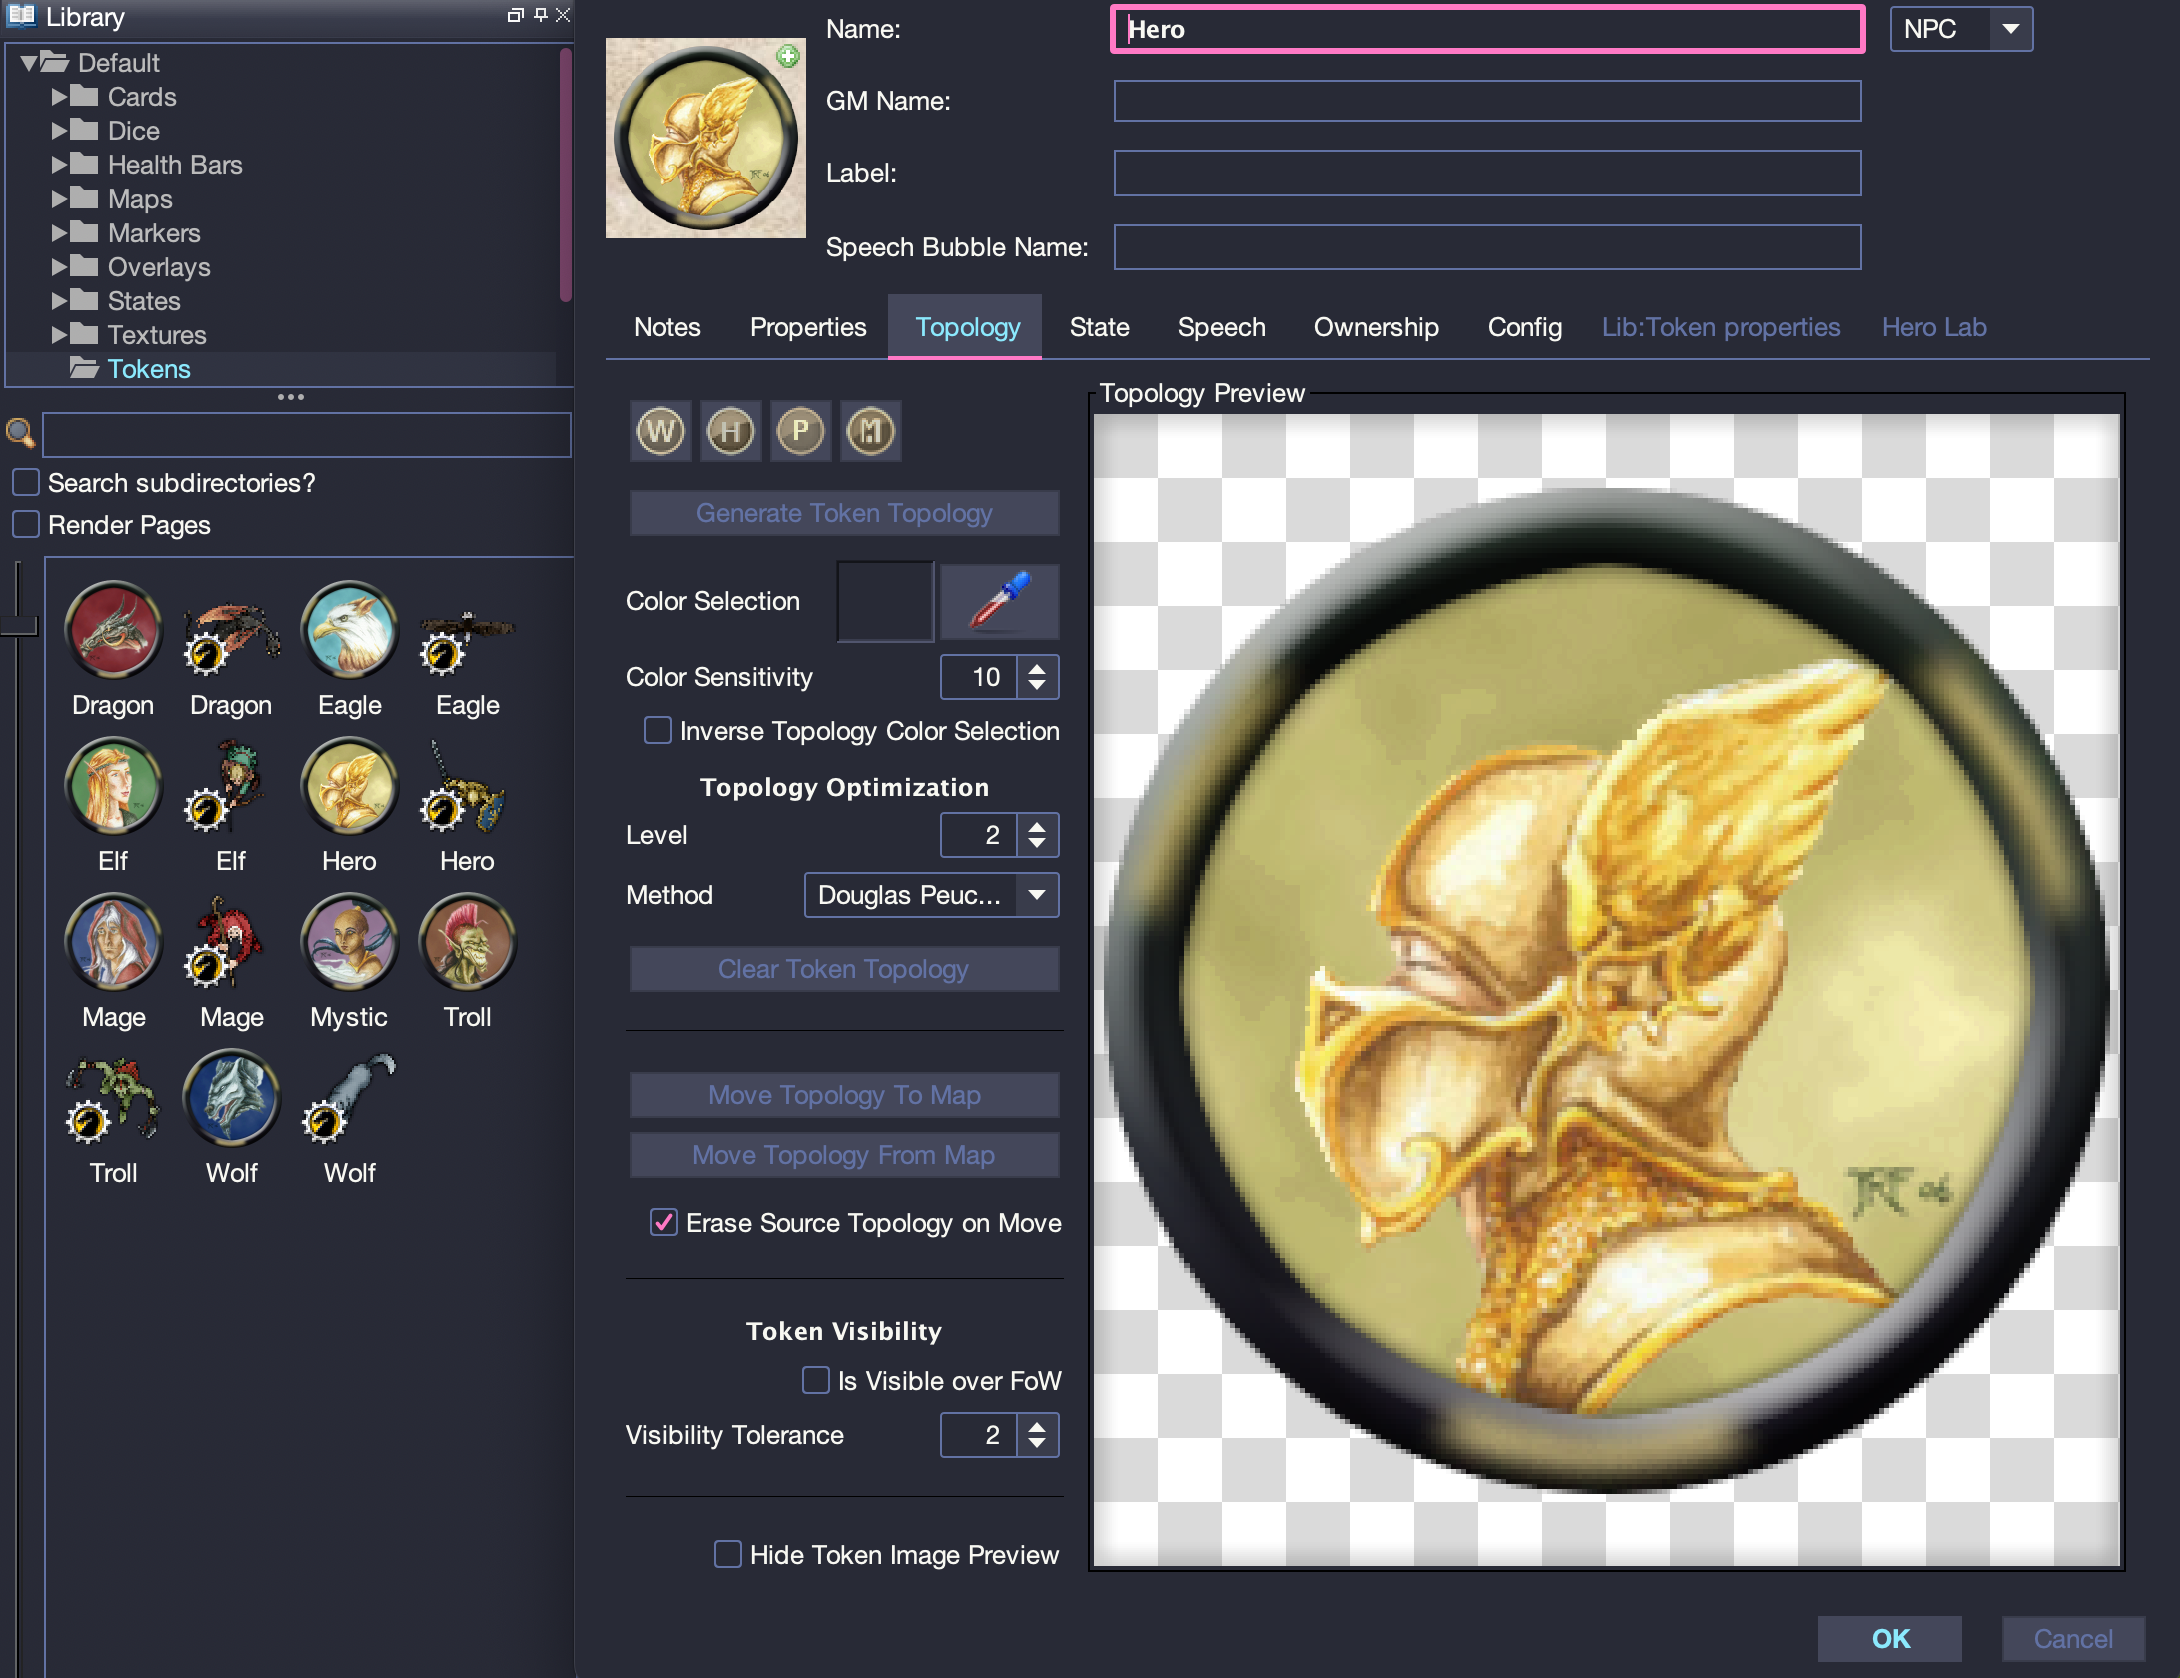 Library
Default
Cards
Dice
Health Bars
Maps
Markers
Overlays
States
Textures
Tokens
Search subdirectories?
Render Pages
Dragon Dragon Eagle Eagle
Elf Elf Hero Hero
Mage Mage Mystic Troll
Troll Wolf Wolf
Name: Hero NPC
GM Name:
Label:
Speech Bubble Name:
Notes Properties Topology State Speech Ownership Config Lib:Token properties Hero Lab
W H P M
Generate Token Topology
Color Selection
Color Sensitivity 10
Inverse Topology Color Selection
Topology Optimization
Level 2
Method Douglas Peuc...
Clear Token Topology
Move Topology To Map
Move Topology From Map
Erase Source Topology on Move
Token Visibility
Is Visible over FoW
Visibility Tolerance 2
Hide Token Image Preview
Topology Preview
OK Cancel